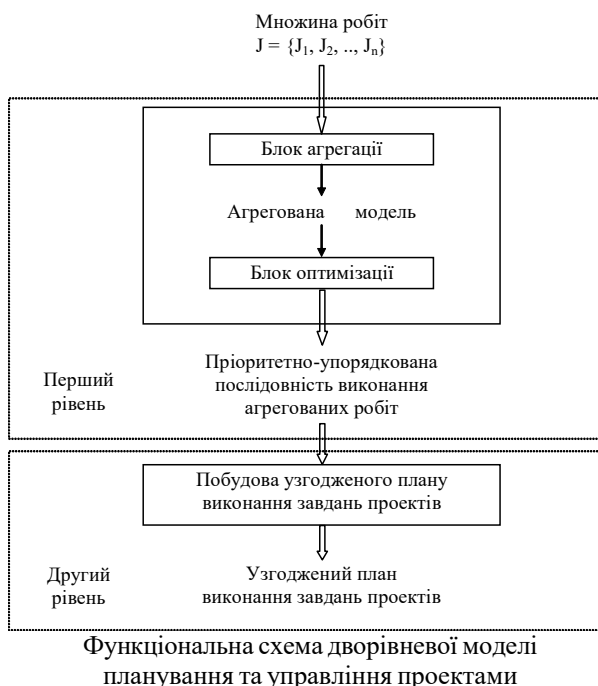 Множина робіт
J = {J₁, J₂, .., Jₙ}
Блок агрегації
Агрегована модель
Блок оптимізації
Пріоритетно-упорядкована
послідовність виконання
агрегованих робіт
Перший
рівень
Побудова узгодженого плану
виконання завдань проектів
Другий
рівень
Узгоджений план
виконання завдань проектів
Функціональна схема дворівневої моделі
планування та управління проектами